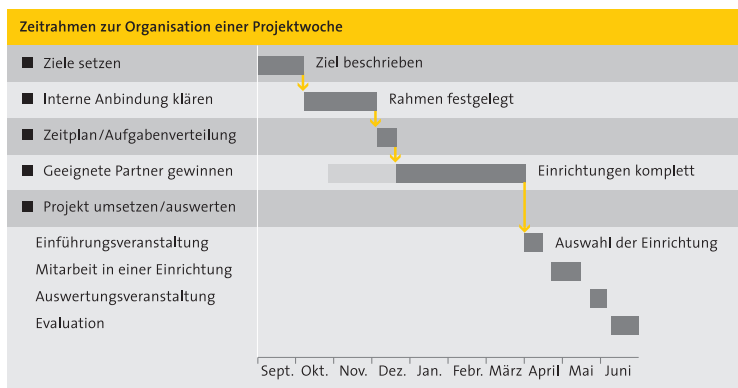 Zeitrahmen zur Organisation einer Projektwoche
■ Ziele setzen Ziel beschrieben
■ Interne Anbindung klären Rahmen festgelegt
■ Zeitplan/Aufgabenverteilung
■ Geeignete Partner gewinnen Einrichtungen komplett
■ Projekt umsetzen/auswerten
Einführungsveranstaltung Auswahl der Einrichtung
Mitarbeit in einer Einrichtung
Auswertungsveranstaltung
Evaluation
Sept. Okt. Nov. Dez. Jan. Febr. März April Mai Juni